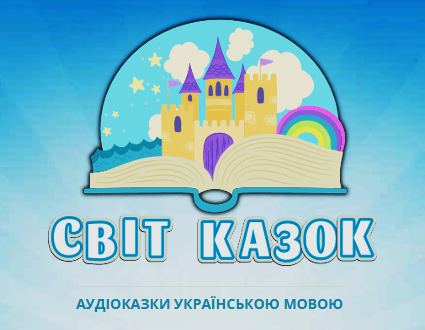 СВІТ КАЗОК
АУДІОКАЗКИ УКРАЇНСЬКОЮ МОВОЮ